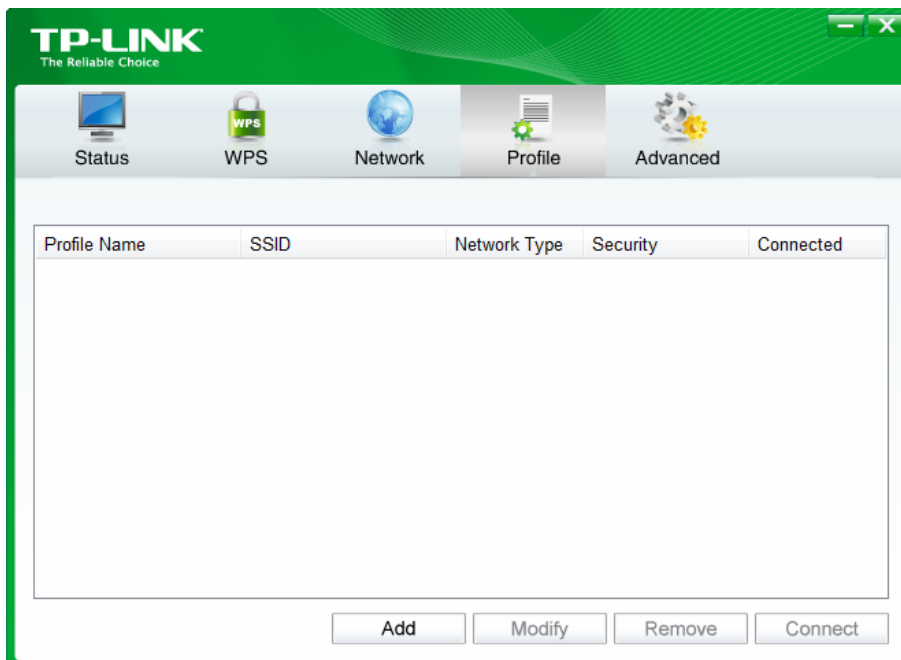 TP-LINK
The Reliable Choice
WPS
Status WPS Network Profile Advanced
Profile Name SSID Network Type Security Connected
Add Modify Remove Connect